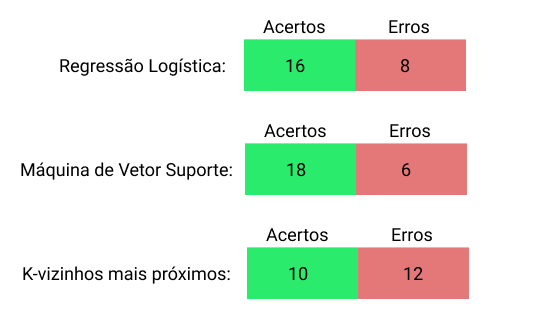 Acertos Erros
Regressão Logística: 16 8
Acertos Erros
Máquina de Vetor Suporte: 18 6
Acertos Erros
K-vizinhos mais próximos: 10 12